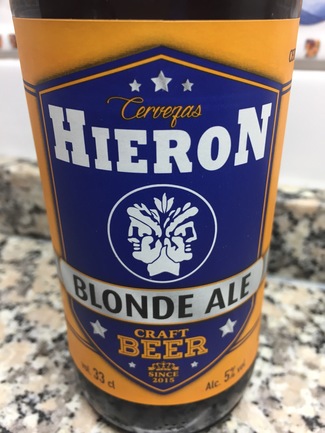 Cervezas
HIERON
BLONDE ALE
CRAFT
BEER
SINCE
2015
33 cl
Alc. 5% vol